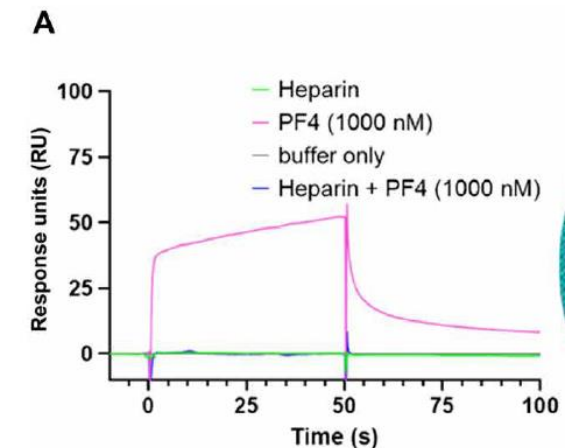 A
Response units (RU)
100
75
50
25
0
Heparin
PF4 (1000 nM)
buffer only
Heparin + PF4 (1000 nM)
0
25
50
75
100
Time (s)